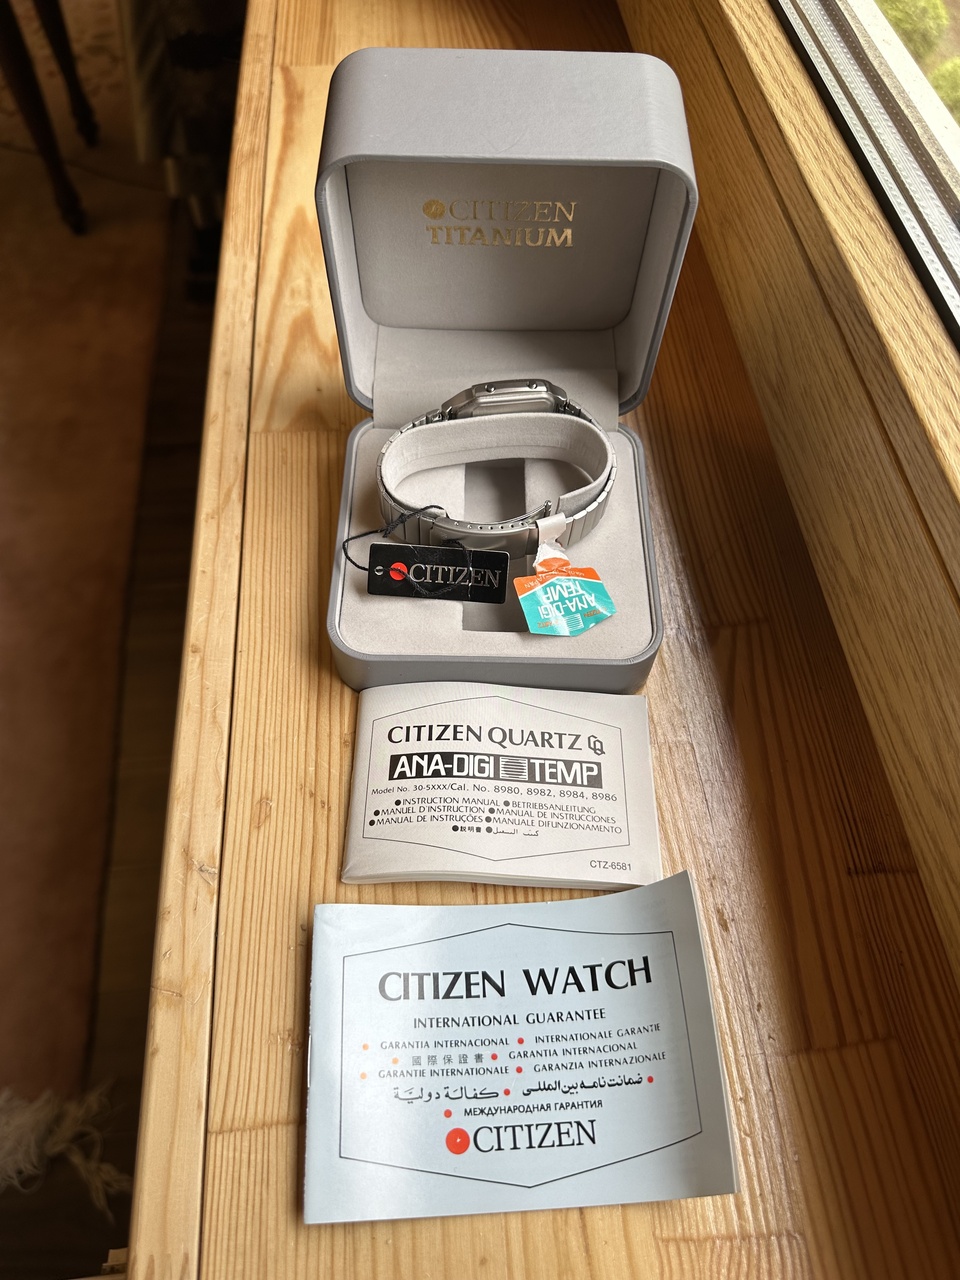 CITIZEN
TITANIUM
CITIZEN
ANA-DIGI
TEMP
CITIZEN QUARTZ
ANA-DIGI TEMP
Model No. 30-5XXX/Cal. No. 8980, 8982, 8984, 8986
●INSTRUCTION MANUAL ●BETRIEBSANLEITUNG
●MANUEL D'INSTRUCTION ●MANUAL DE INSTRUCCIONES
●MANUAL DE INSTRUÇÕES ●MANUALE DIFUNZIONAMENTO
●説明書 ●كتيب التشغيل
CTZ-6581
CITIZEN WATCH
INTERNATIONAL GUARANTEE
● GARANTIA INTERNACIONAL ● INTERNATIONALE GARANTIE
● 國際保證書 ● GARANTIA INTERNACIONAL
● GARANTIE INTERNATIONALE ● GARANZIA INTERNAZIONALE
ضمانت نامه بین المللی ● كفالة دولية ●
● МЕЖДУНАРОДНАЯ ГАРАНТИЯ
CITIZEN